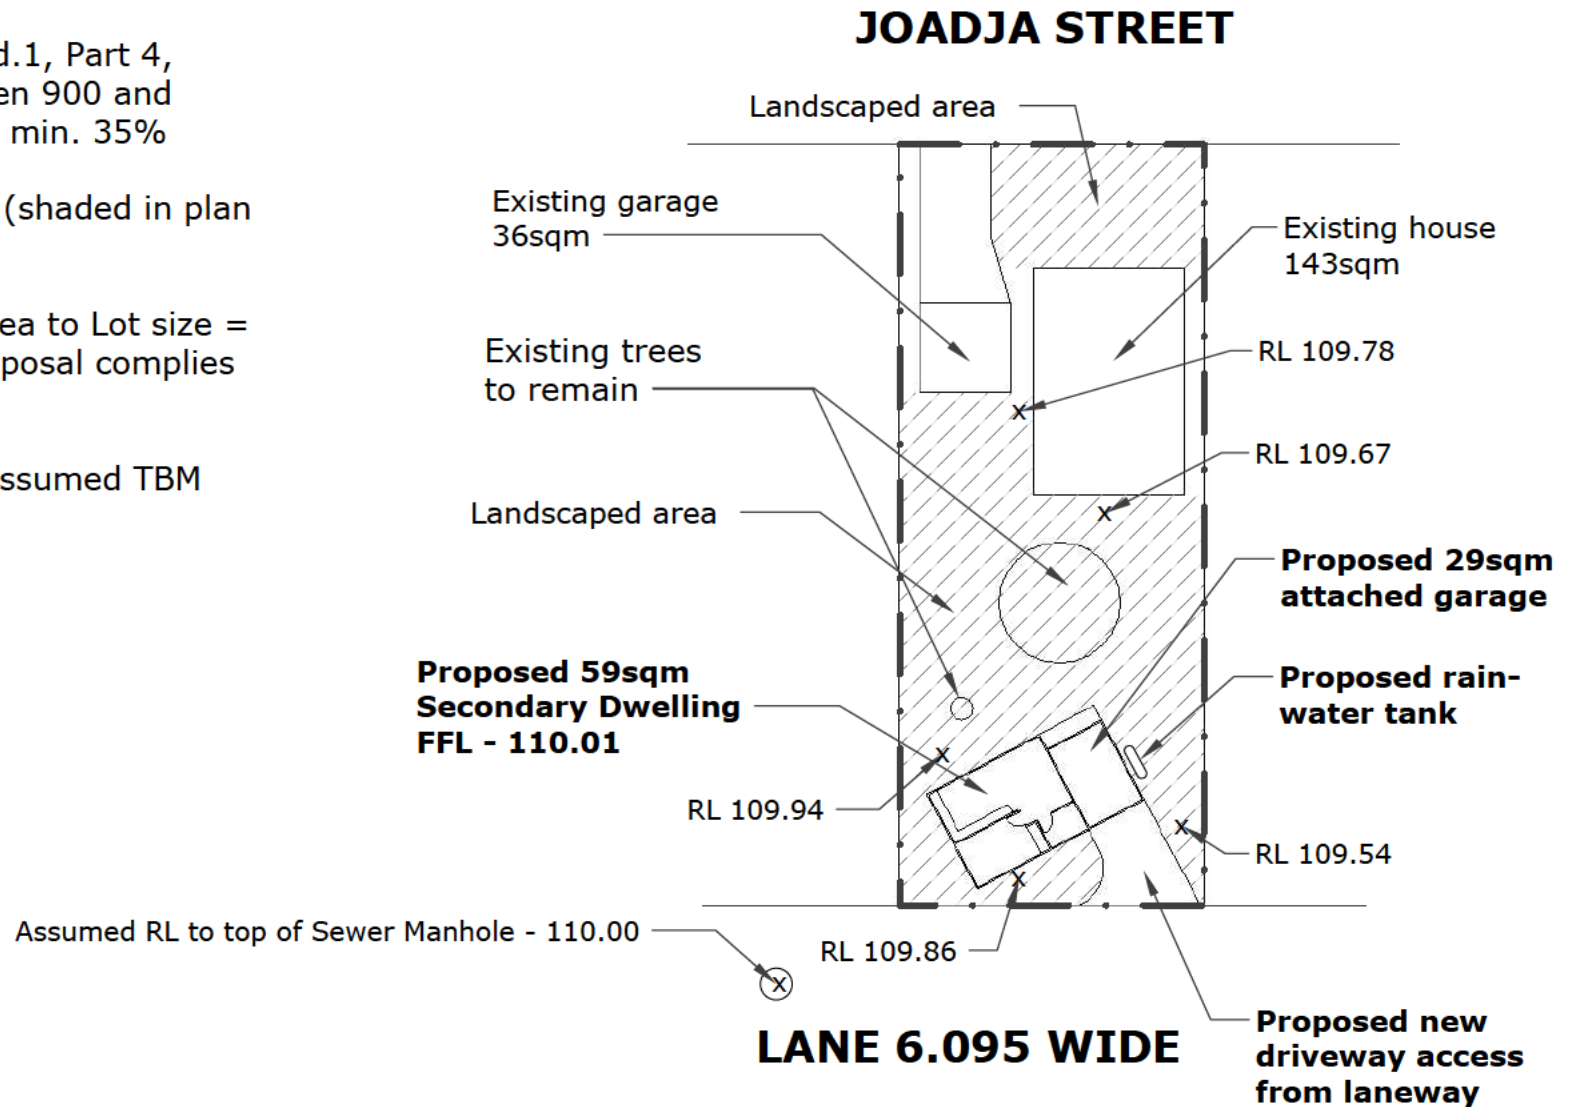 JOADJA STREET
d.1, Part 4,
en 900 and
min. 35%
(shaded in plan
ea to Lot size =
posal complies
ssumed TBM
Landscaped area
Existing garage
36sqm
Existing house
143sqm
Existing trees
to remain
RL 109.78
RL 109.67
Landscaped area
Proposed 29sqm
attached garage
Proposed 59sqm
Secondary Dwelling
FFL - 110.01
Proposed rain-
water tank
RL 109.94
RL 109.54
Assumed RL to top of Sewer Manhole - 110.00
RL 109.86
LANE 6.095 WIDE
Proposed new
driveway access
from laneway
x
x
x
x
x
x